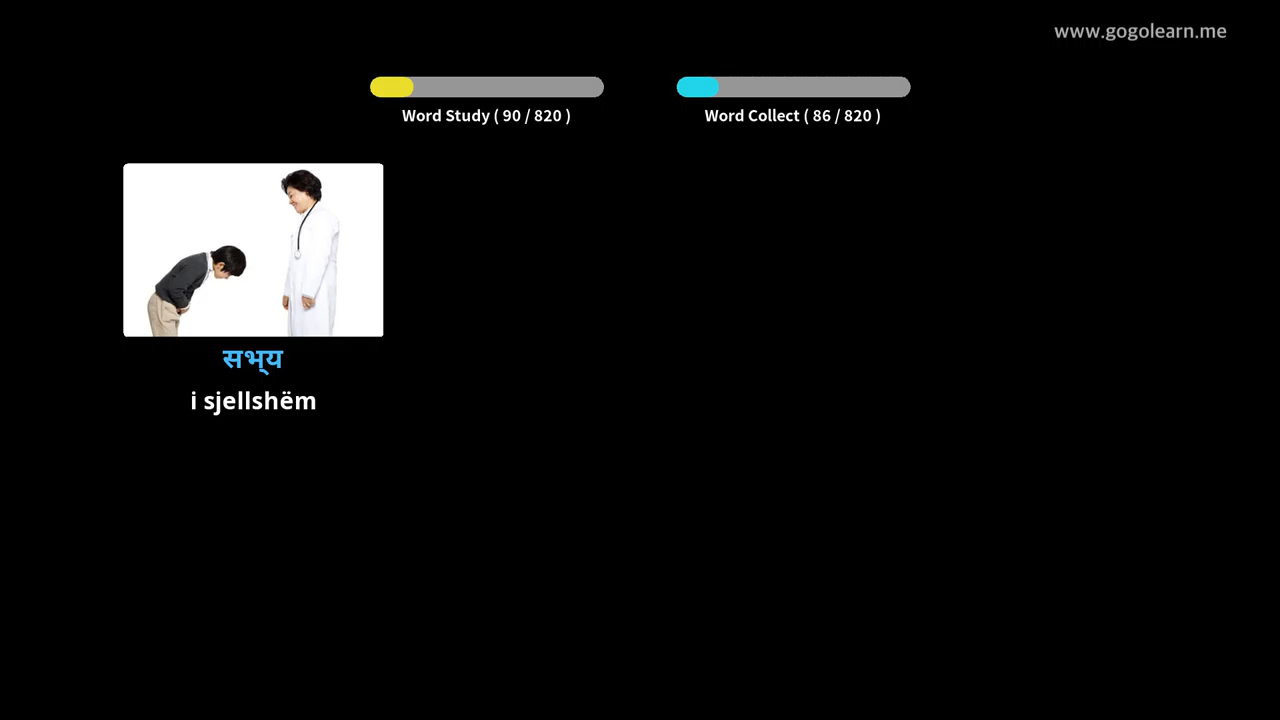 www.gogolearn.me
Word Study ( 90 / 820 )
Word Collect ( 86 / 820 )
सभ्य
i sjellshëm